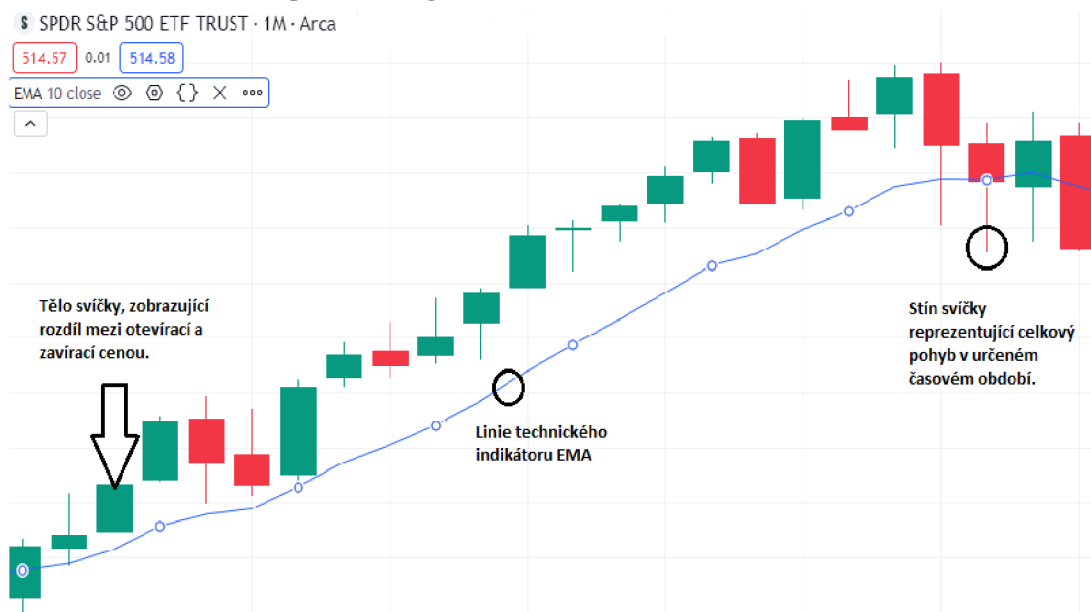 $ SPDR S&P 500 ETF TRUST · 1M · Arca
514.57 0.01 514.58
EMA 10 close
Tělo svíčky, zobrazující
rozdíl mezi otevírací a
zavírací cenou.
Linie technického
indikátoru EMA
Stín svíčky
reprezentující celkový
pohyb v určeném
časovém období.